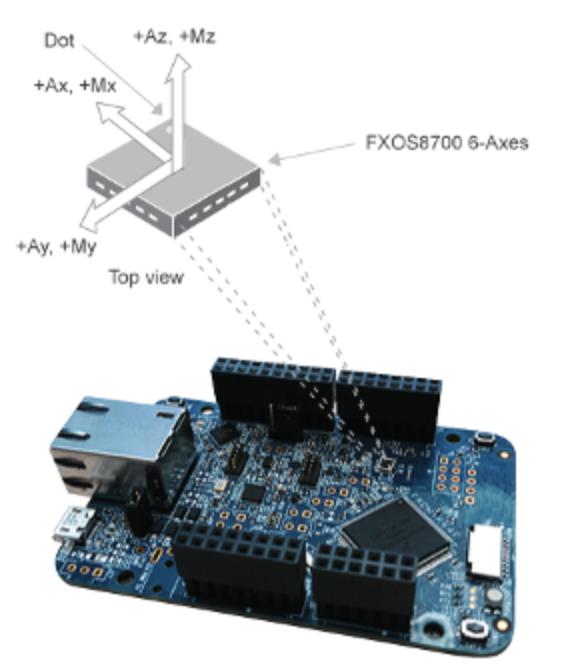 Dot
+Az, +Mz
+Ax, +Mx
FXOS8700 6-Axes
+Ay, +My
Top view